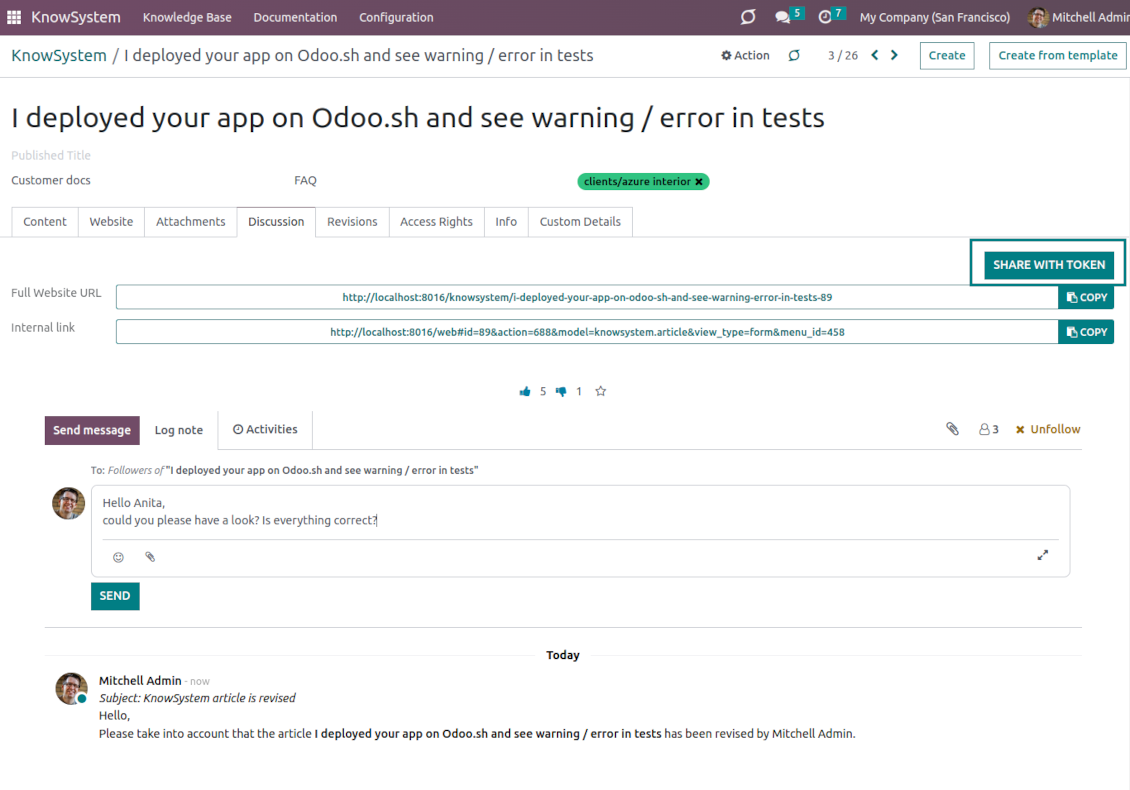 KnowSystem Knowledge Base Documentation Configuration 5 7 My Company (San Francisco) Mitchell Admin
KnowSystem / I deployed your app on Odoo.sh and see warning / error in tests Action 3 / 26 Create Create from template
I deployed your app on Odoo.sh and see warning / error in tests
Published Title
Customer docs FAQ clients/azure interior ×
Content Website Attachments Discussion Revisions Access Rights Info Custom Details
SHARE WITH TOKEN
Full Website URL http://localhost:8016/knowsystem/i-deployed-your-app-on-odoo-sh-and-see-warning-error-in-tests-89 COPY
Internal link http://localhost:8016/web#id=89&action=688&model=knowsystem.article&view_type=form&menu_id=458 COPY
5 1
Send message Log note Activities 3 Unfollow
To: Followers of "I deployed your app on Odoo.sh and see warning / error in tests"
Hello Anita,
could you please have a look? Is everything correct?
SEND
Today
Mitchell Admin - now
Subject: KnowSystem article is revised
Hello,
Please take into account that the article I deployed your app on Odoo.sh and see warning / error in tests has been revised by Mitchell Admin.